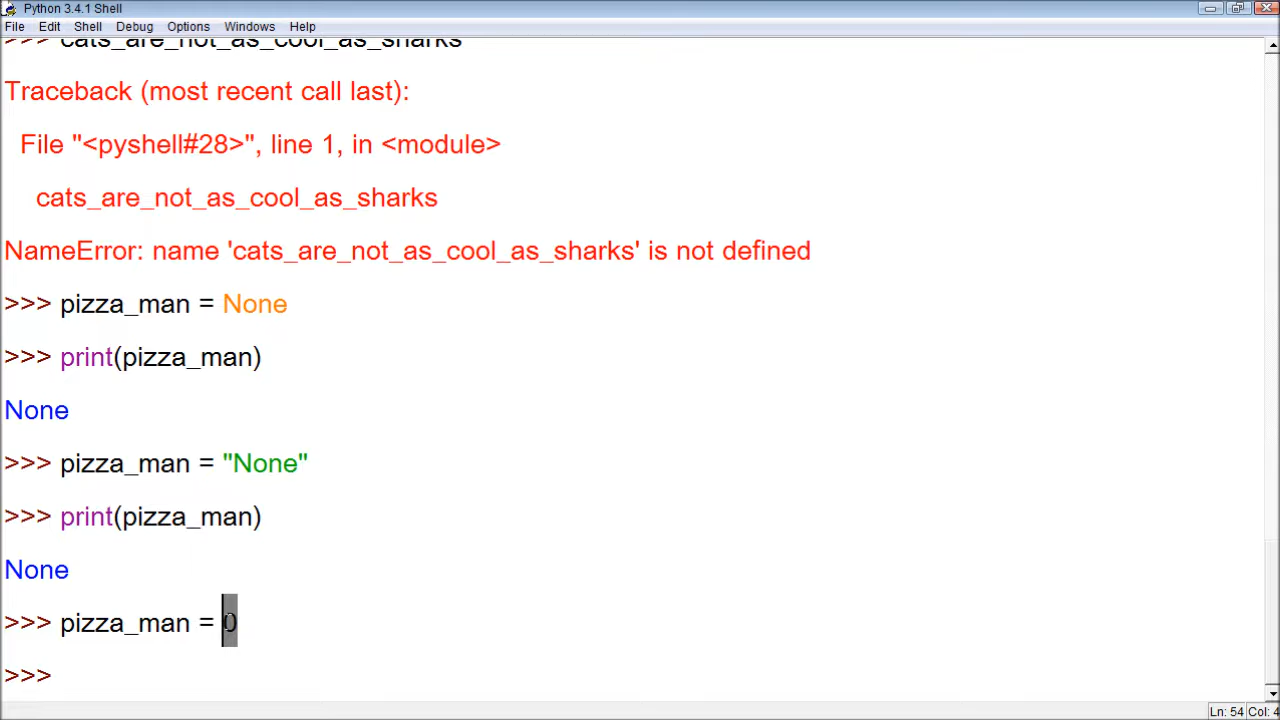 Python 3.4.1 Shell
File Edit Shell Debug Options Windows Help
>>> cats_are_not_as_cool_as_sharks
Traceback (most recent call last):
  File "<pyshell#28>", line 1, in <module>
    cats_are_not_as_cool_as_sharks
NameError: name 'cats_are_not_as_cool_as_sharks' is not defined
>>> pizza_man = None
>>> print(pizza_man)
None
>>> pizza_man = "None"
>>> print(pizza_man)
None
>>> pizza_man = 0
>>>
Ln: 54 Col: 4